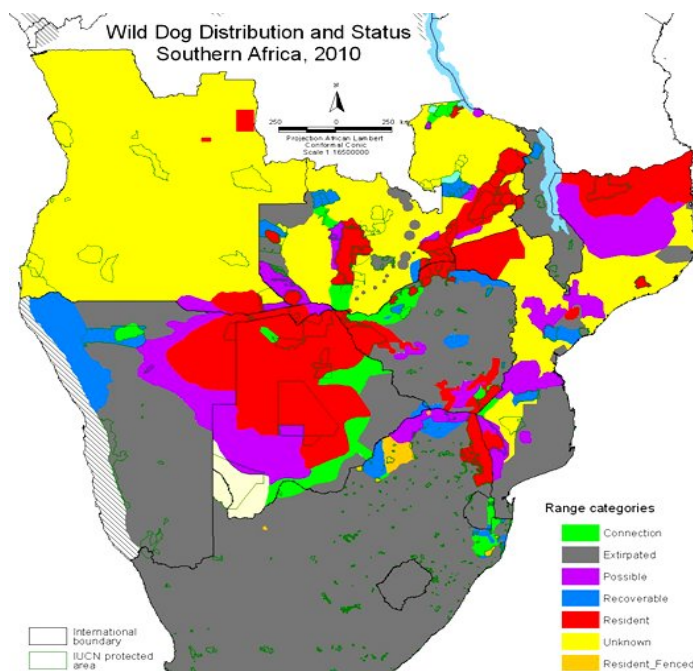 Wild Dog Distribution and Status
Southern Africa, 2010
N
250 0 250 km
Projection African Lambert
Conformal Conic
Scale 1:16500000
Range categories
Connection
Extirpated
Possible
Recoverable
Resident
Unknown
Resident_Fenced
International
boundary
IUCN protected
area